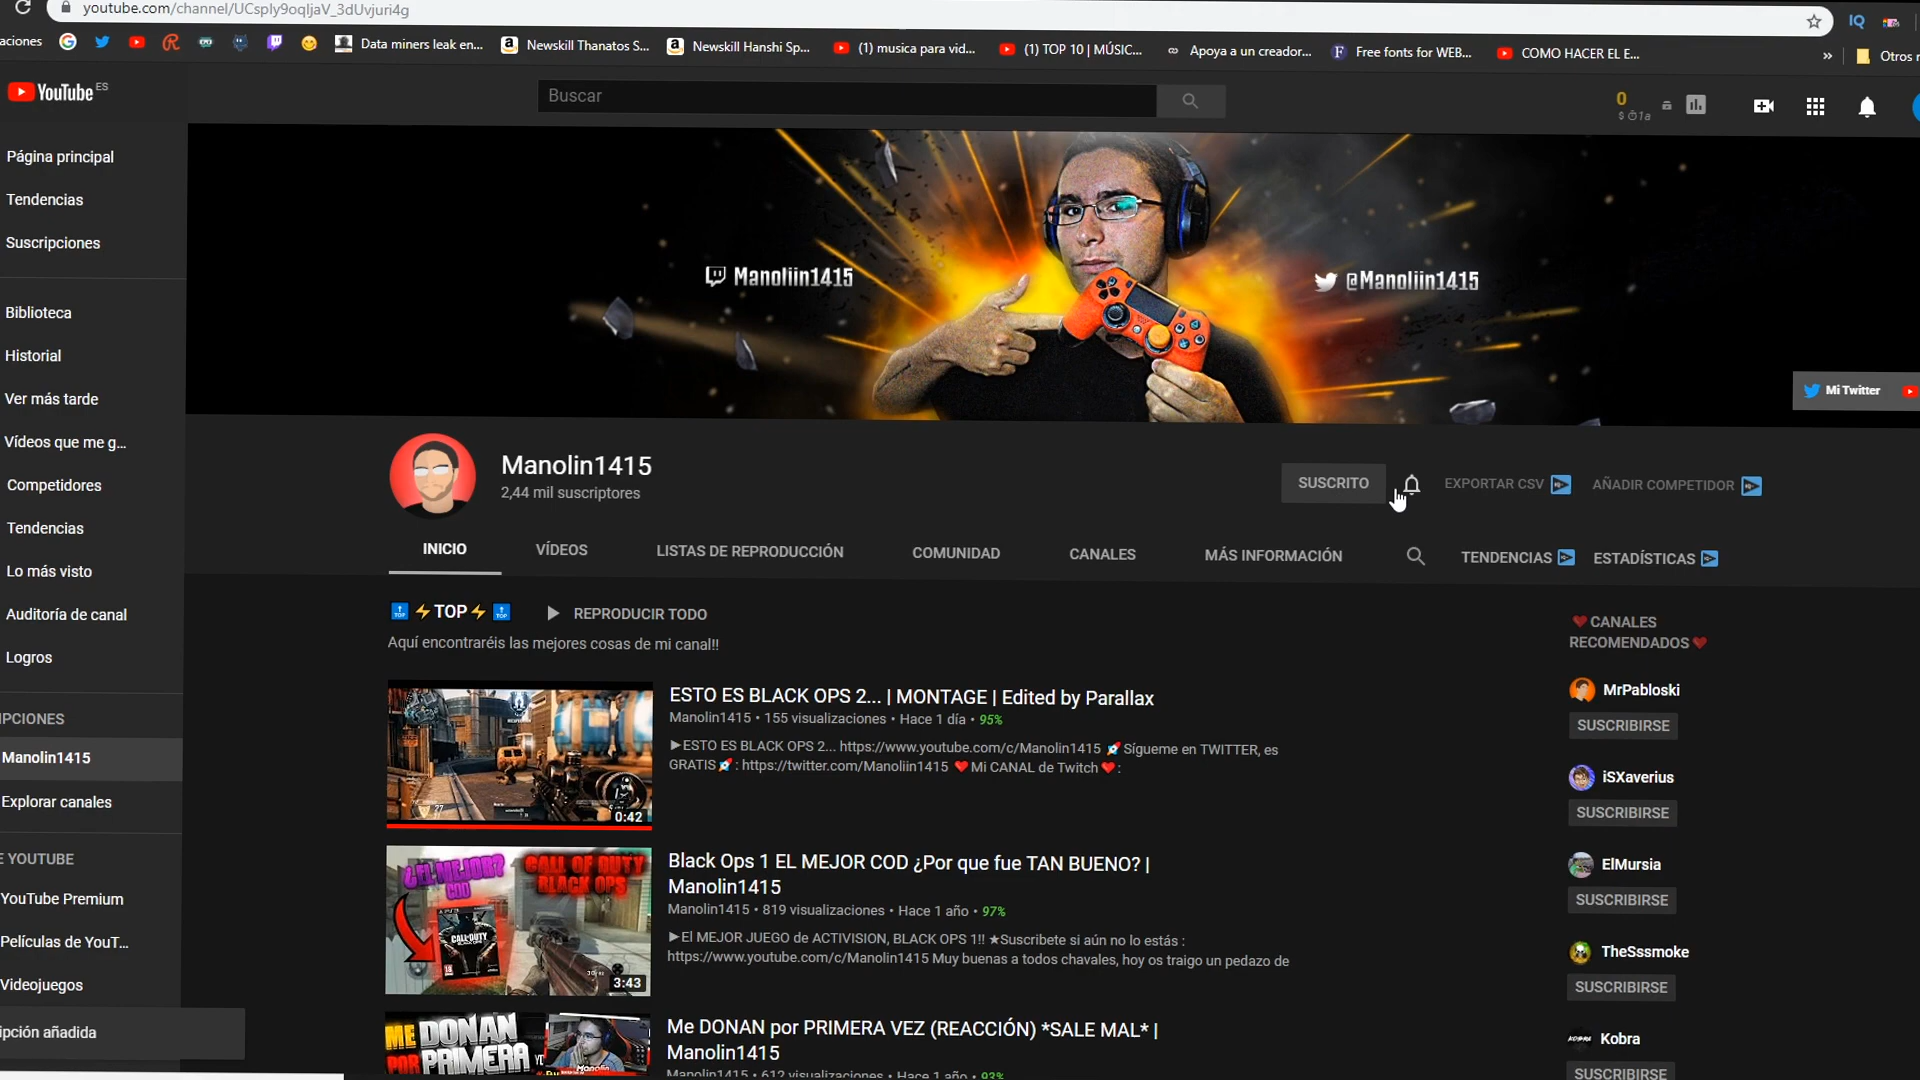 youtube.com/channel/UCsply9oqljaV_3dUvjuri4g
aciones
Data miners leak en...
Newskill Thanatos S...
Newskill Hanshi Sp...
(1) musica para vid...
(1) TOP 10 | MÚSIC...
Apoya a un creador...
Free fonts for WEB...
COMO HACER EL E...
»
Otros
IQ
YouTube ES
Buscar
0
Página principal
Tendencias
Suscripciones
Biblioteca
Historial
Ver más tarde
Vídeos que me g...
Competidores
Tendencias
Lo más visto
Auditoría de canal
Logros
IPCIONES
Manolin1415
Explorar canales
E YOUTUBE
YouTube Premium
Películas de YouT...
Videojuegos
ipción añadida
Manoliin1415
@Manoliin1415
Mi Twitter
Manolin1415
2,44 mil suscriptores
SUSCRITO
EXPORTAR CSV
AÑADIR COMPETIDOR
INICIO
VÍDEOS
LISTAS DE REPRODUCCIÓN
COMUNIDAD
CANALES
MÁS INFORMACIÓN
TENDENCIAS
ESTADÍSTICAS
🔝⚡TOP⚡🔝
REPRODUCIR TODO
Aquí encontraréis las mejores cosas de mi canal!!
ESTO ES BLACK OPS 2... | MONTAGE | Edited by Parallax
Manolin1415 • 155 visualizaciones • Hace 1 día • 95%
►ESTO ES BLACK OPS 2... https://www.youtube.com/c/Manolin1415 🚀Sígueme en TWITTER, es
GRATIS🚀: https://twitter.com/Manoliin1415 ❤Mi CANAL de Twitch❤:
0:42
¿EL MEJOR?
COD
CALL OF DUTY
BLACK OPS
CALL·DUTY
3:43
Black Ops 1 EL MEJOR COD ¿Por que fue TAN BUENO? |
Manolin1415
Manolin1415 • 819 visualizaciones • Hace 1 año • 97%
►El MEJOR JUEGO de ACTIVISION, BLACK OPS 1!! ★Suscribete si aún no lo estás :
https://www.youtube.com/c/Manolin1415 Muy buenas a todos chavales, hoy os traigo un pedazo de
ME DONAN
POR PRIMERA
Me DONAN por PRIMERA VEZ (REACCIÓN) *SALE MAL* |
Manolin1415
Manolin1415 • 612 visualizaciones • Hace 1 año • 93%
❤CANALES
RECOMENDADOS❤
MrPabloski
SUSCRIBIRSE
iSXaverius
SUSCRIBIRSE
ElMursia
SUSCRIBIRSE
TheSssmoke
SUSCRIBIRSE
Kobra
SUSCRIBIRSE